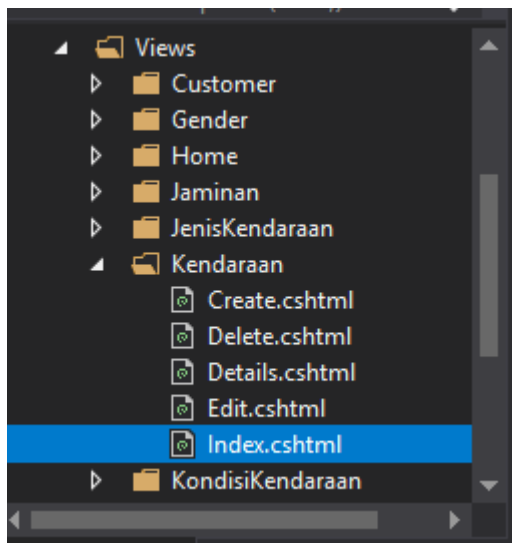 Views
Customer
Gender
Home
Jaminan
JenisKendaraan
Kendaraan
Create.cshtml
Delete.cshtml
Details.cshtml
Edit.cshtml
Index.cshtml
KondisiKendaraan